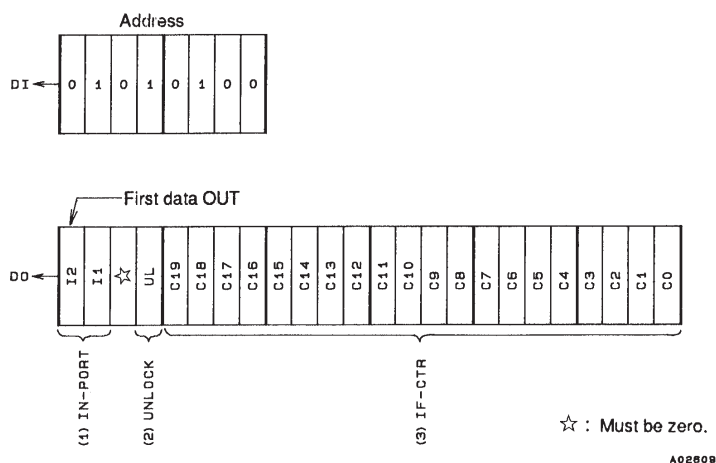 Address
DI 0 1 0 1 0 1 0 0
First data OUT
DO I2 I1 ☆ UL C19 C18 C17 C16 C15 C14 C13 C12 C11 C10 C9 C8 C7 C6 C5 C4 C3 C2 C1 C0
(1) IN-PORT
(2) UNLOCK
(3) IF-CTR
☆ : Must be zero.
A02609